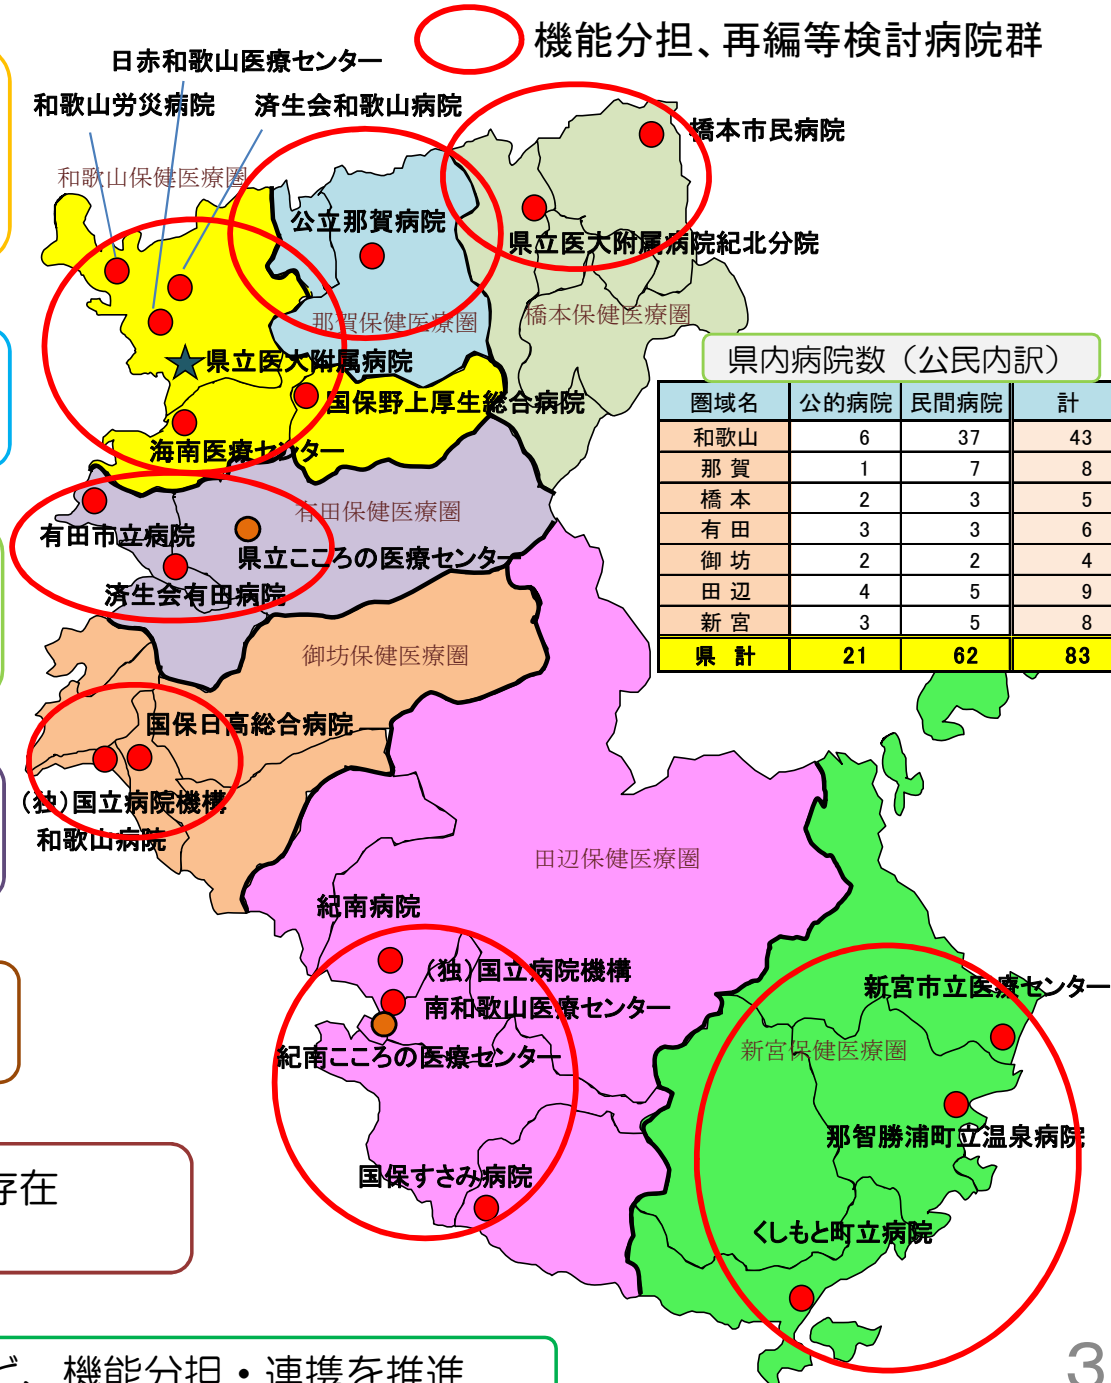 機能分担、再編等検討病院群
日赤和歌山医療センター
和歌山労災病院
済生会和歌山病院
橋本市民病院
和歌山保健医療圏
公立那賀病院
県立医大附属病院紀北分院
那賀保健医療圏
橋本保健医療圏
県立医大附属病院
国保野上厚生総合病院
海南医療センター
県内病院数（公民内訳）
圏域名 公的病院 民間病院 計
和歌山 6 37 43
那 賀 1 7 8
橋 本 2 3 5
有 田 3 3 6
御 坊 2 2 4
田 辺 4 5 9
新 宮 3 5 8
県 計 21 62 83
有田保健医療圏
有田市立病院
県立こころの医療センター
済生会有田病院
御坊保健医療圏
国保日高総合病院
（独）国立病院機構
和歌山病院
田辺保健医療圏
紀南病院
（独）国立病院機構
南和歌山医療センター
紀南こころの医療センター
国保すさみ病院
新宮市立医療センター
新宮保健医療圏
那智勝浦町立温泉病院
くしもと町立病院
存在
で、機能分担・連携を推進
3